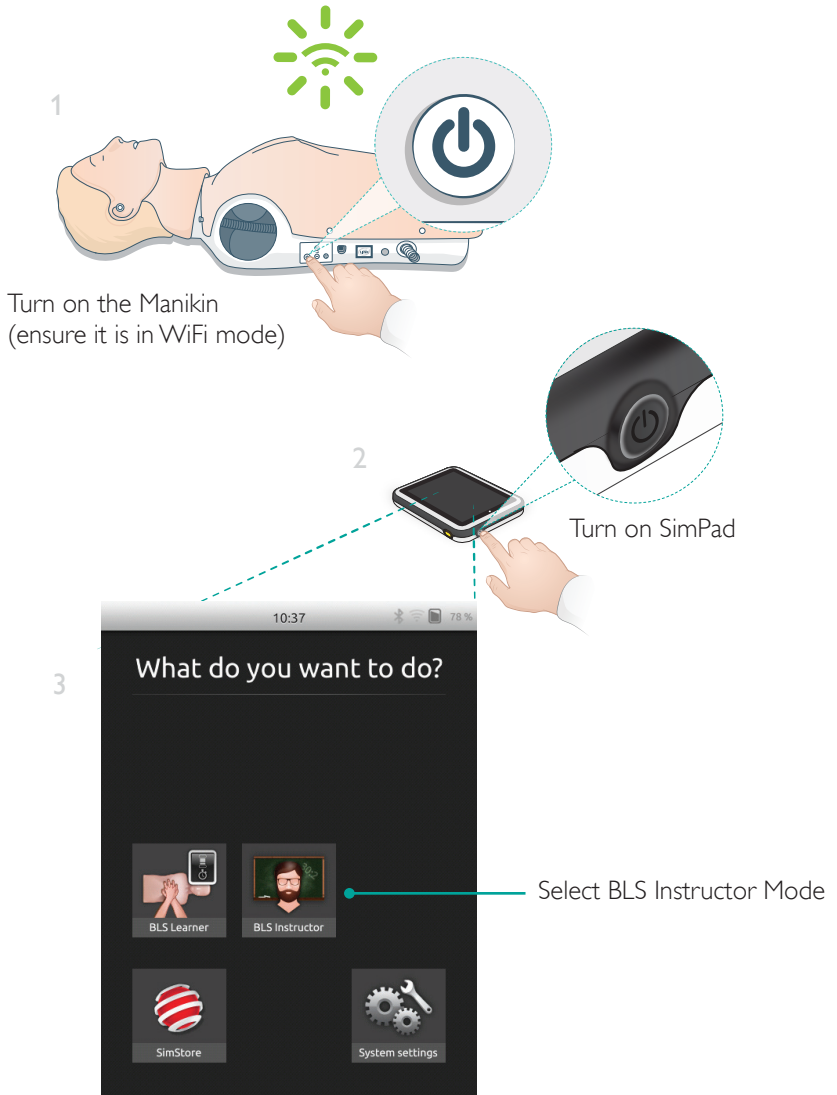 1
Turn on the Manikin
(ensure it is in WiFi mode)
2
Turn on SimPad
10:37
78 %
3
What do you want to do?
BLS Learner
BLS Instructor
Select BLS Instructor Mode
SimStore
System settings